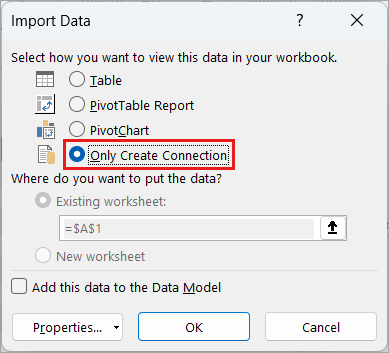 Import Data
?
Select how you want to view this data in your workbook.
Table
PivotTable Report
PivotChart
Only Create Connection
Where do you want to put the data?
Existing worksheet:
=$A$1
New worksheet
Add this data to the Data Model
Properties...
OK
Cancel